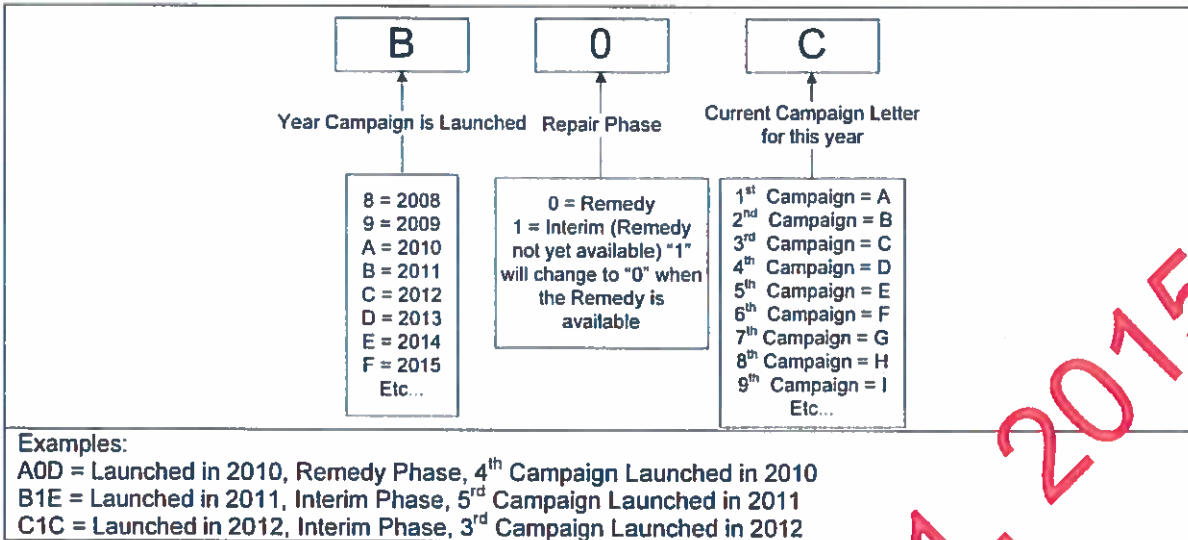 B 0 C
Year Campaign is Launched
Repair Phase
Current Campaign Letter
for this year
8 = 2008
9 = 2009
A = 2010
B = 2011
C = 2012
D = 2013
E = 2014
F = 2015
Etc...
0 = Remedy
1 = Interim (Remedy
not yet available) "1"
will change to "0" when
the Remedy is
available
1st Campaign = A
2nd Campaign = B
3rd Campaign = C
4th Campaign = D
5th Campaign = E
6th Campaign = F
7th Campaign = G
8th Campaign = H
9th Campaign = I
Etc...
Examples:
A0D = Launched in 2010, Remedy Phase, 4th Campaign Launched in 2010
B1E = Launched in 2011, Interim Phase, 5rd Campaign Launched in 2011
C1C = Launched in 2012, Interim Phase, 3rd Campaign Launched in 2012
2015